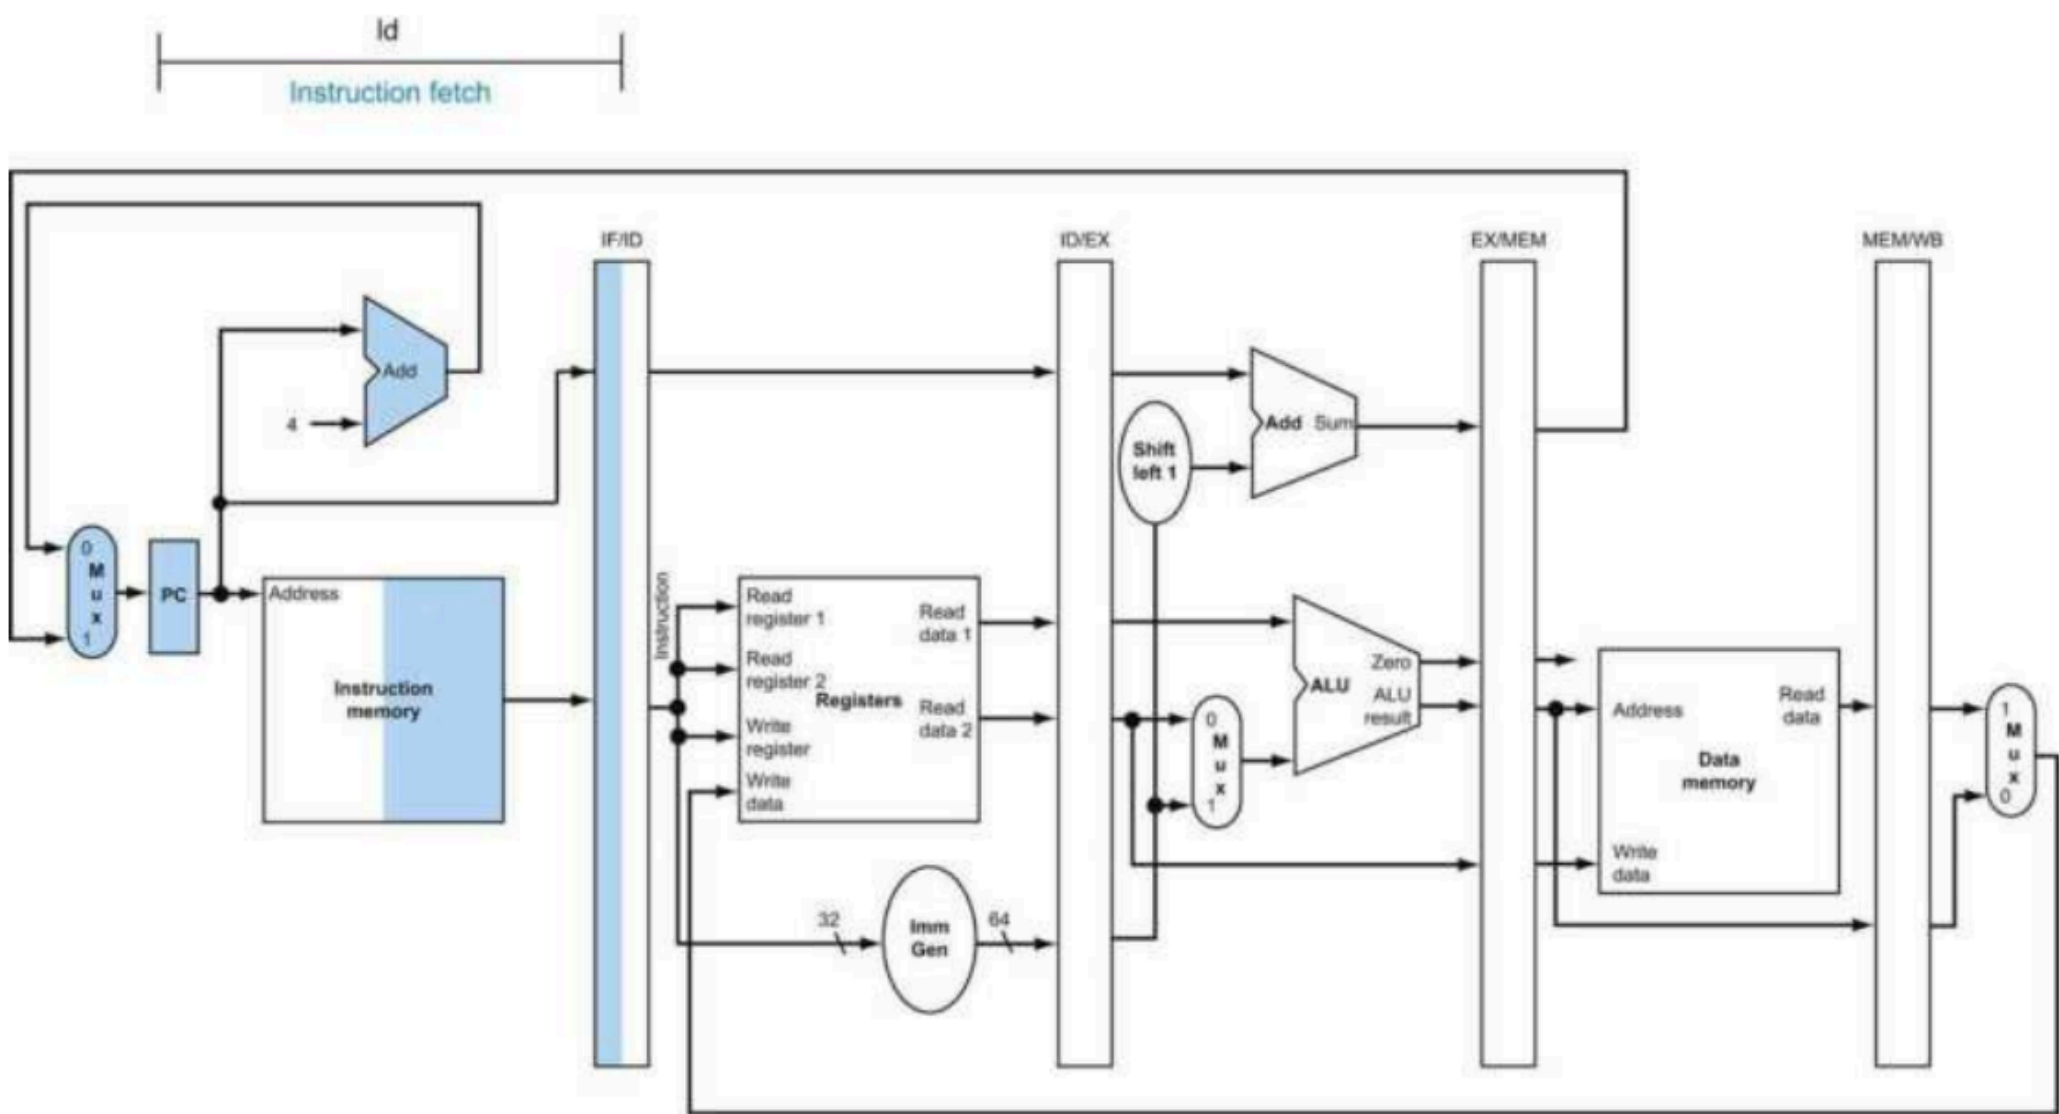 ld
Instruction fetch
IF/ID
ID/EX
EX/MEM
MEM/WB
Add
4
Add Sum
Shift
left 1
0
M
u
x
1
PC
Address
Instruction
memory
Instruction
Read
register 1
Read
register 2
Write
register
Write
data
Registers
Read
data 1
Read
data 2
0
M
u
x
1
Zero
ALU
ALU
result
Address
Read
data
Data
memory
Write
data
1
M
u
x
0
32
Imm
Gen
64